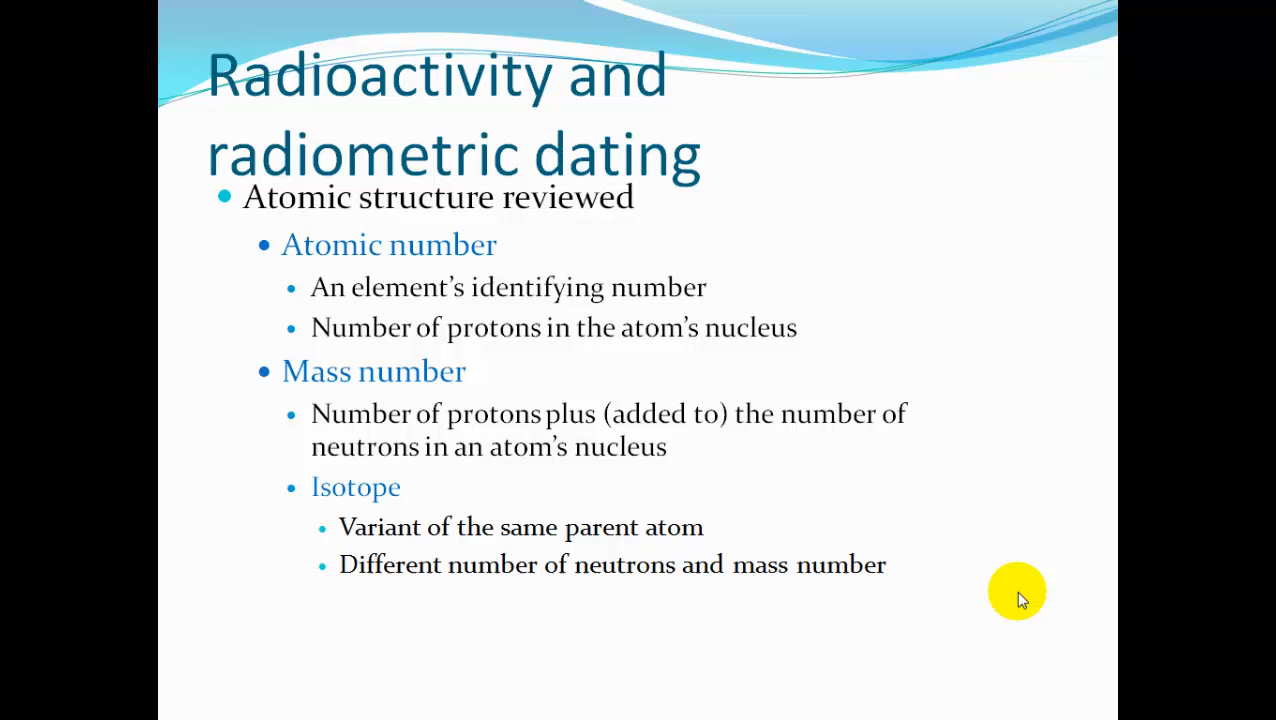 Radioactivity and
radiometric dating
Atomic structure reviewed
Atomic number
An element’s identifying number
Number of protons in the atom’s nucleus
Mass number
Number of protons plus (added to) the number of
neutrons in an atom’s nucleus
Isotope
Variant of the same parent atom
Different number of neutrons and mass number